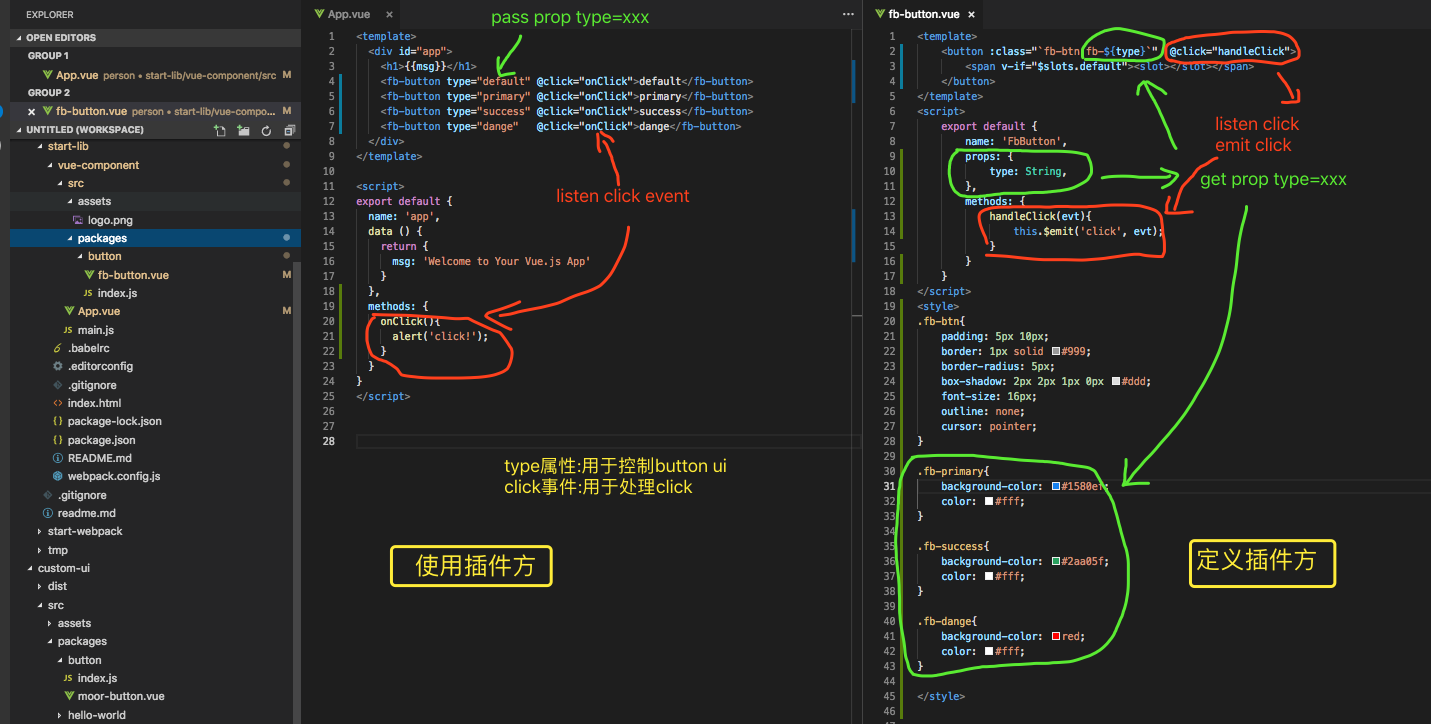 EXPLORER
OPEN EDITORS
GROUP 1
App.vue person • start-lib/vue-component/src M
GROUP 2
fb-button.vue person • start-lib/vue-compo... M
UNTITLED (WORKSPACE)
start-lib
vue-component
src
assets
logo.png
packages
button
fb-button.vue M
JS index.js
App.vue M
JS main.js
.babelrc
.editorconfig
.gitignore
index.html
package-lock.json
package.json
README.md
webpack.config.js
.gitignore
readme.md
start-webpack
tmp
custom-ui
dist
src
assets
packages
button
JS index.js
moor-button.vue
hello-world
App.vue
pass prop type=xxx
1 <template>
2 <div id="app">
3 <h1>{{msg}}</h1>
4 <fb-button type="default" @click="onClick">default</fb-button>
5 <fb-button type="primary" @click="onClick">primary</fb-button>
6 <fb-button type="success" @click="onClick">success</fb-button>
7 <fb-button type="dange" @click="onClick">dange</fb-button>
8 </div>
9 </template>
10
11 <script>
listen click event
12 export default {
13 name: 'app',
14 data () {
15 return {
16 msg: 'Welcome to Your Vue.js App'
17 }
18 },
19 methods: {
20 onClick(){
21 alert('click!');
22 }
23 }
24 }
25 </script>
26
27
28
type属性:用于控制button ui
click事件:用于处理click
使用插件方
fb-button.vue
1 <template>
2 <button :class="`fb-btn fb-${type}`" @click="handleClick">
3 <span v-if="$slots.default"><slot></slot></span>
4 </button>
5 </template>
6 <script>
7 export default {
listen click
emit click
8 name: 'FbButton',
9 props: {
10 type: String,
get prop type=xxx
11 },
12 methods: {
13 handleClick(evt){
14 this.$emit('click', evt);
15 }
16 }
17 }
18 </script>
19 <style>
20 .fb-btn{
21 padding: 5px 10px;
22 border: 1px solid #999;
23 border-radius: 5px;
24 box-shadow: 2px 2px 1px 0px #ddd;
25 font-size: 16px;
26 outline: none;
27 cursor: pointer;
28 }
29
30 .fb-primary{
31 background-color: #1580ef;
32 color: #fff;
33 }
34
35 .fb-success{
36 background-color: #2aa05f;
37 color: #fff;
38 }
39
40 .fb-dange{
41 background-color: red;
42 color: #fff;
43 }
44
45 </style>
46
定义插件方